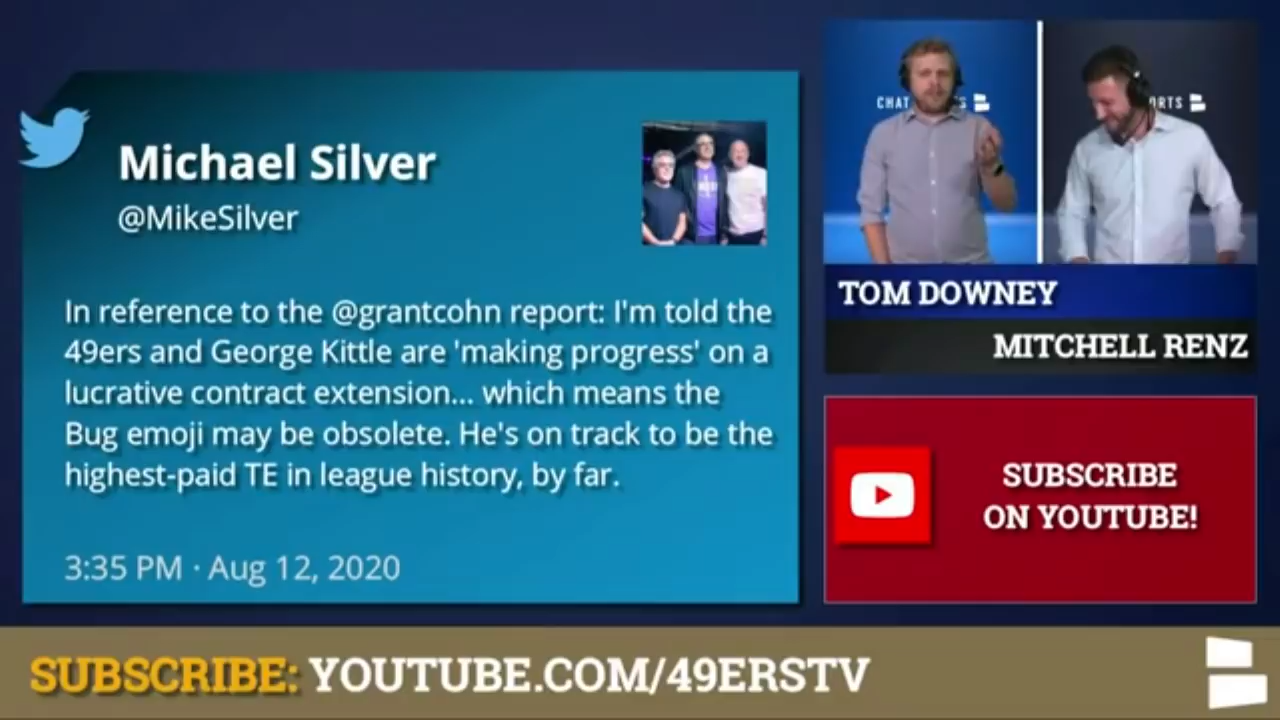 Michael Silver
@MikeSilver
In reference to the @grantcohn report: I'm told the
49ers and George Kittle are 'making progress' on a
lucrative contract extension... which means the
Bug emoji may be obsolete. He's on track to be the
highest-paid TE in league history, by far.
3:35 PM · Aug 12, 2020
CHAT
TOM DOWNEY
MITCHELL RENZ
SUBSCRIBE
ON YOUTUBE!
SUBSCRIBE: YOUTUBE.COM/49ERSTV